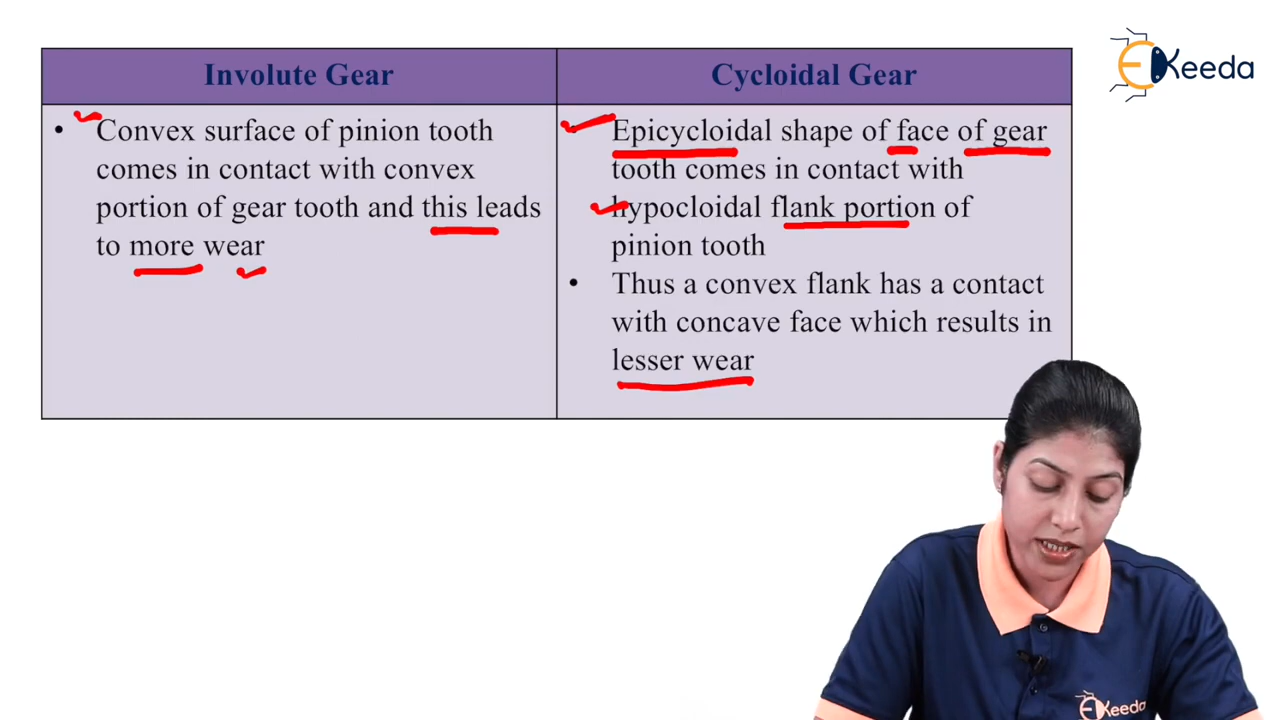 Ekeeda
Involute Gear
Cycloidal Gear
• Convex surface of pinion tooth
comes in contact with convex
portion of gear tooth and this leads
to more wear
Epicycloidal shape of face of gear
tooth comes in contact with
hypocloidal flank portion of
pinion tooth
• Thus a convex flank has a contact
with concave face which results in
lesser wear
Ekeeda